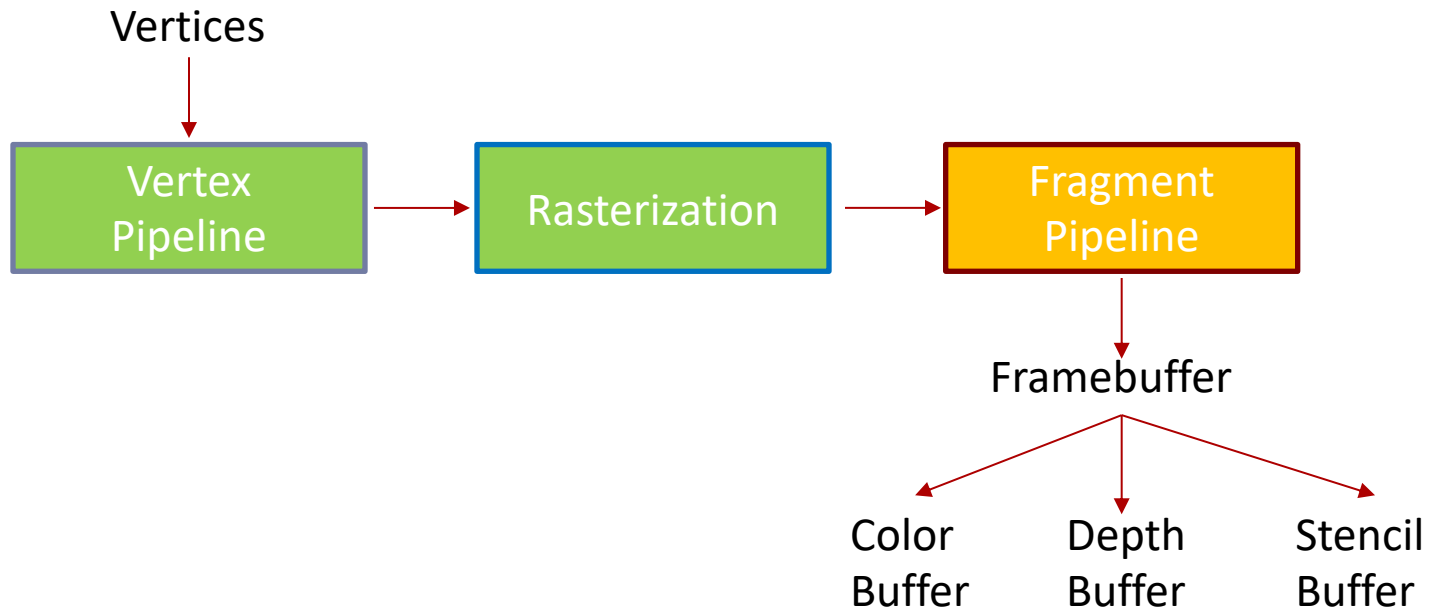 Vertices
Vertex
Pipeline
Rasterization
Fragment
Pipeline
Framebuffer
Color
Buffer
Depth
Buffer
Stencil
Buffer